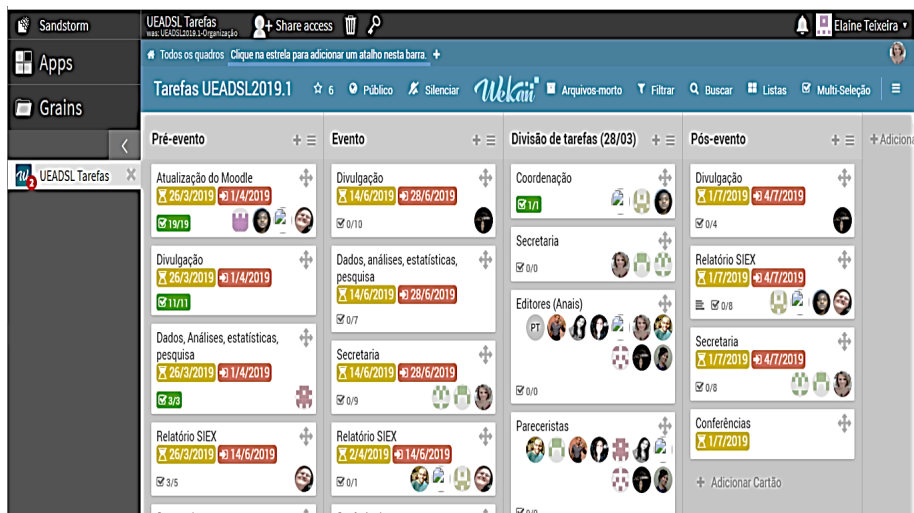 Sandstorm
UEADSL Tarefas
was: UEADSL2019.1-Organização
Share access
Elaine Teixeira
Apps
Grains
UEADSL Tarefas
2
Todos os quadros Clique na estrela para adicionar um atalho nesta barra.
Tarefas UEADSL2019.1 6 Público Silenciar Wekan Arquivos-morto Filtrar Buscar Listas Multi-Seleção
Pré-evento
Atualização do Moodle
26/3/2019 1/4/2019
19/19
Divulgação
26/3/2019 1/4/2019
11/11
Dados, Análises, estatísticas,
pesquisa
26/3/2019 1/4/2019
3/3
Relatório SIEX
26/3/2019 14/6/2019
3/5
Evento
Divulgação
14/6/2019 28/6/2019
0/10
Dados, análises, estatísticas,
pesquisa
14/6/2019 28/6/2019
0/7
Secretaria
14/6/2019 28/6/2019
0/9
Relatório SIEX
2/4/2019 14/6/2019
0/1
Divisão de tarefas (28/03)
Coordenação
1/1
Secretaria
0/0
Editores (Anais)
PT
0/0
Pareceristas
0/0
Pós-evento
Divulgação
1/7/2019 4/7/2019
0/4
Relatório SIEX
1/7/2019 4/7/2019
0/8
Secretaria
1/7/2019 4/7/2019
0/8
Conferências
1/7/2019
+ Adicionar Cartão
+ Adiciona